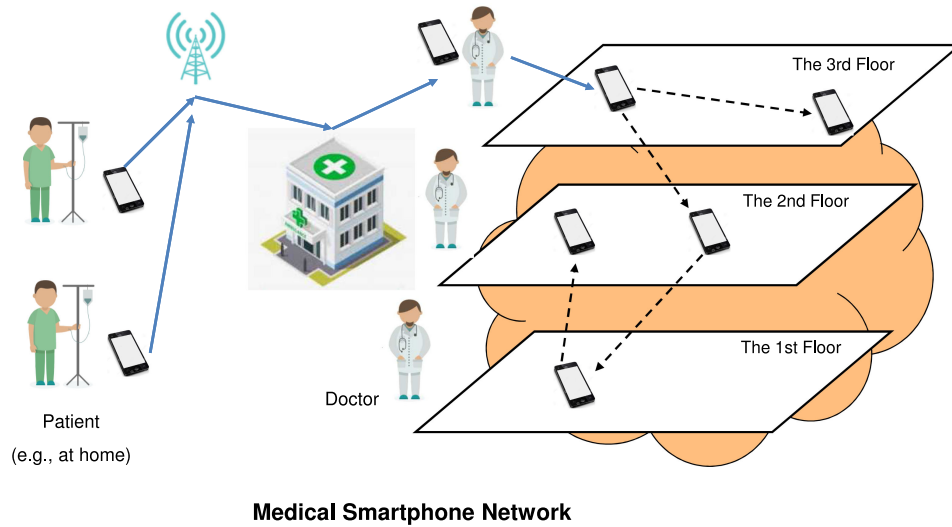 The 3rd Floor
The 2nd Floor
The 1st Floor
Doctor
Patient
(e.g., at home)
Medical Smartphone Network